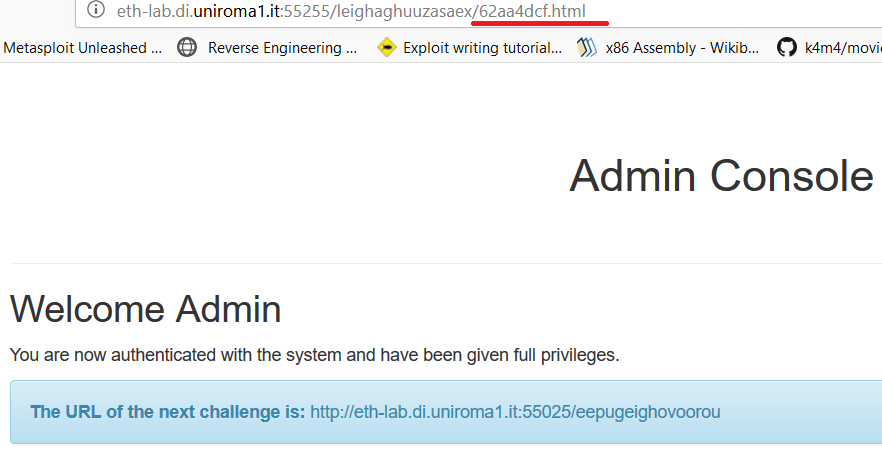 eth-lab.di.uniroma1.it:55255/leighaghuuzasaex/62aa4dcf.html
Metasploit Unleashed ... Reverse Engineering ... Exploit writing tutorial... x86 Assembly - Wikib... k4m4/movi
Admin Console
Welcome Admin
You are now authenticated with the system and have been given full privileges.
The URL of the next challenge is: http://eth-lab.di.uniroma1.it:55025/eepugeighovoorou